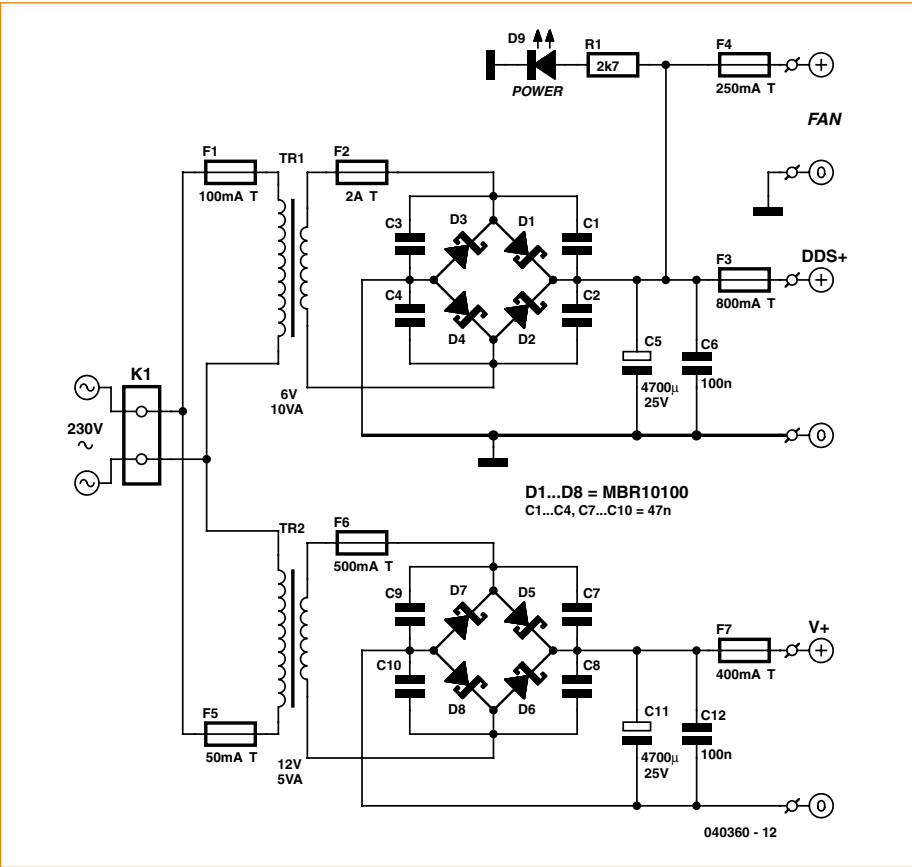 D9
R1
2k7
POWER
F4
250mA T
FAN
F1
100mA T
TR1
F2
2A T
C3
D3
D1
C1
C4
D4
D2
C2
F3
800mA T
DDS+
C5
4700µ
25V
C6
100n
6V
10VA
K1
230V
~
0
0
D1...D8 = MBR10100
C1...C4, C7...C10 = 47n
TR2
F6
500mA T
C9
D7
D5
C7
C10
D8
D6
C8
F7
400mA T
V+
C11
4700µ
25V
C12
100n
F5
50mA T
12V
5VA
0
040360 - 12